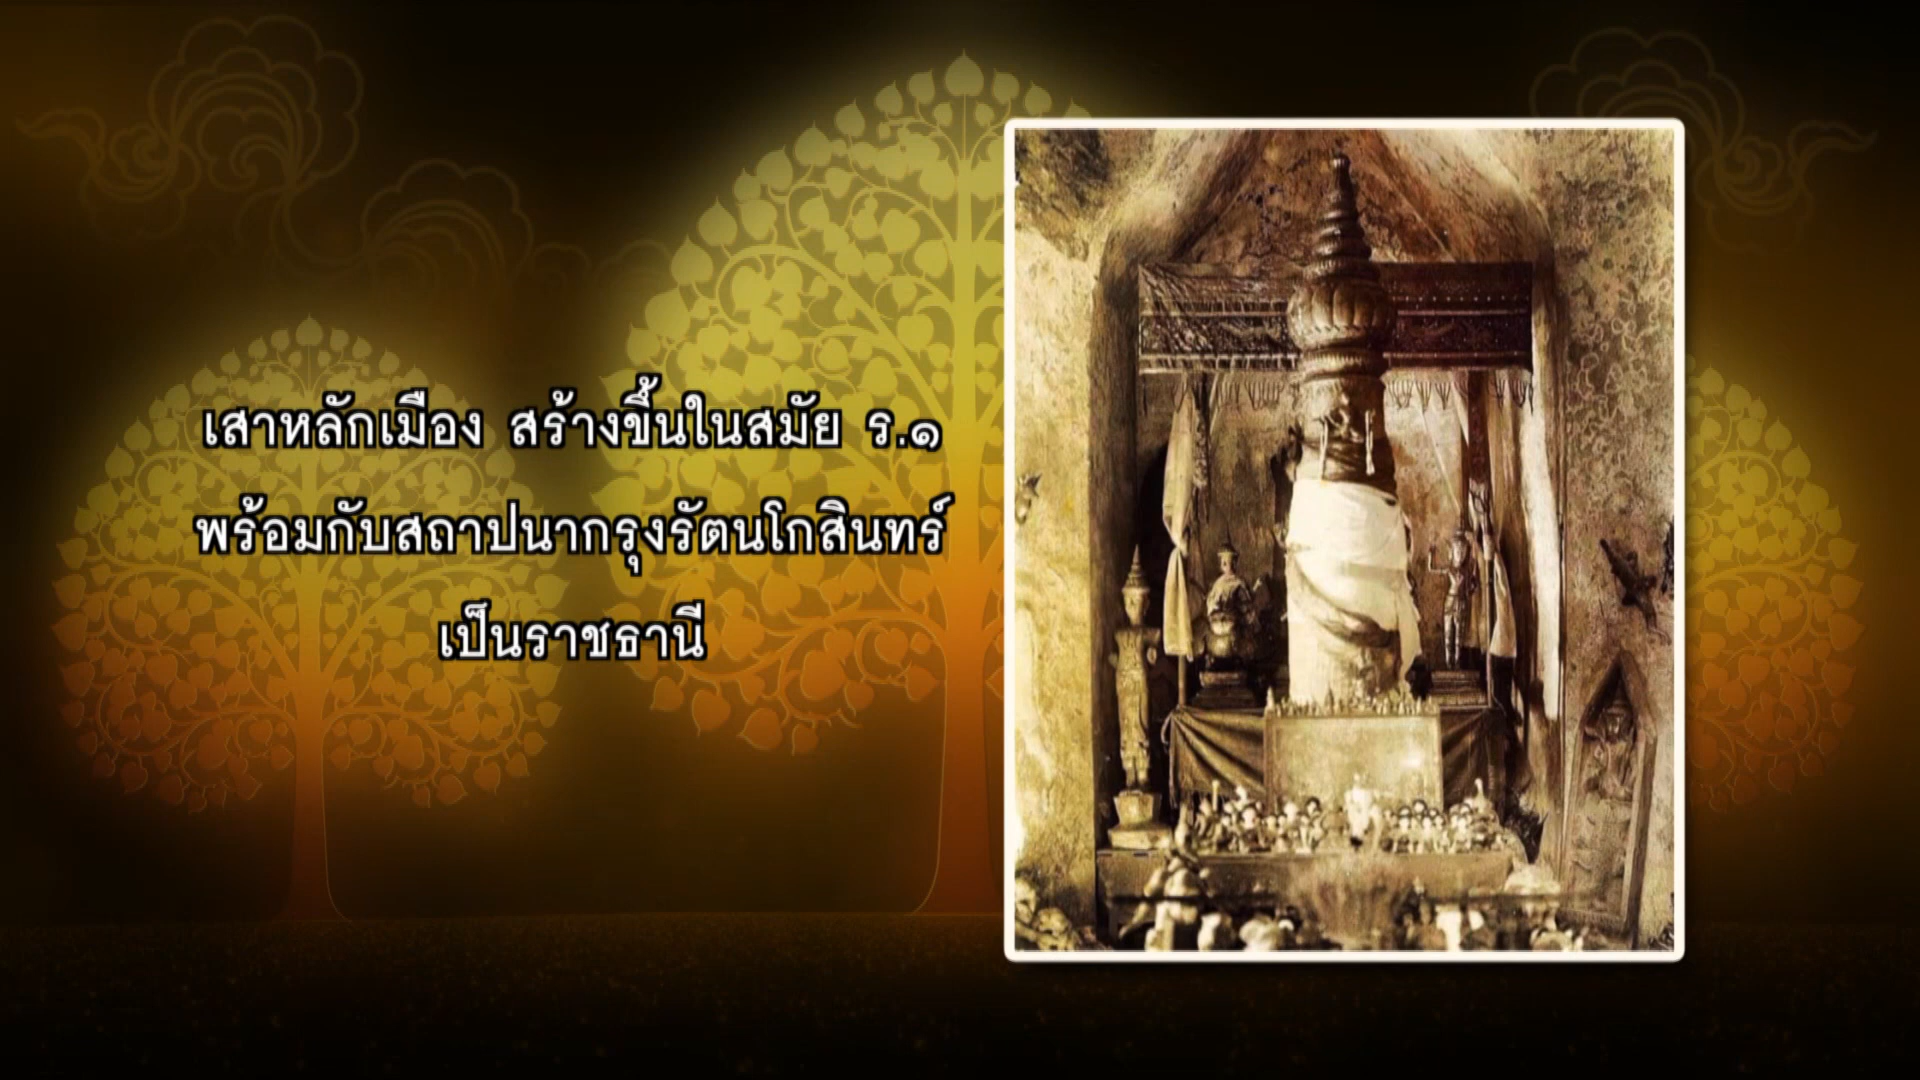 เสาหลักเมือง สร้างขึ้นในสมัย ร.๑
พร้อมกับสถาปนากรุงรัตนโกสินทร์
เป็นราชธานี